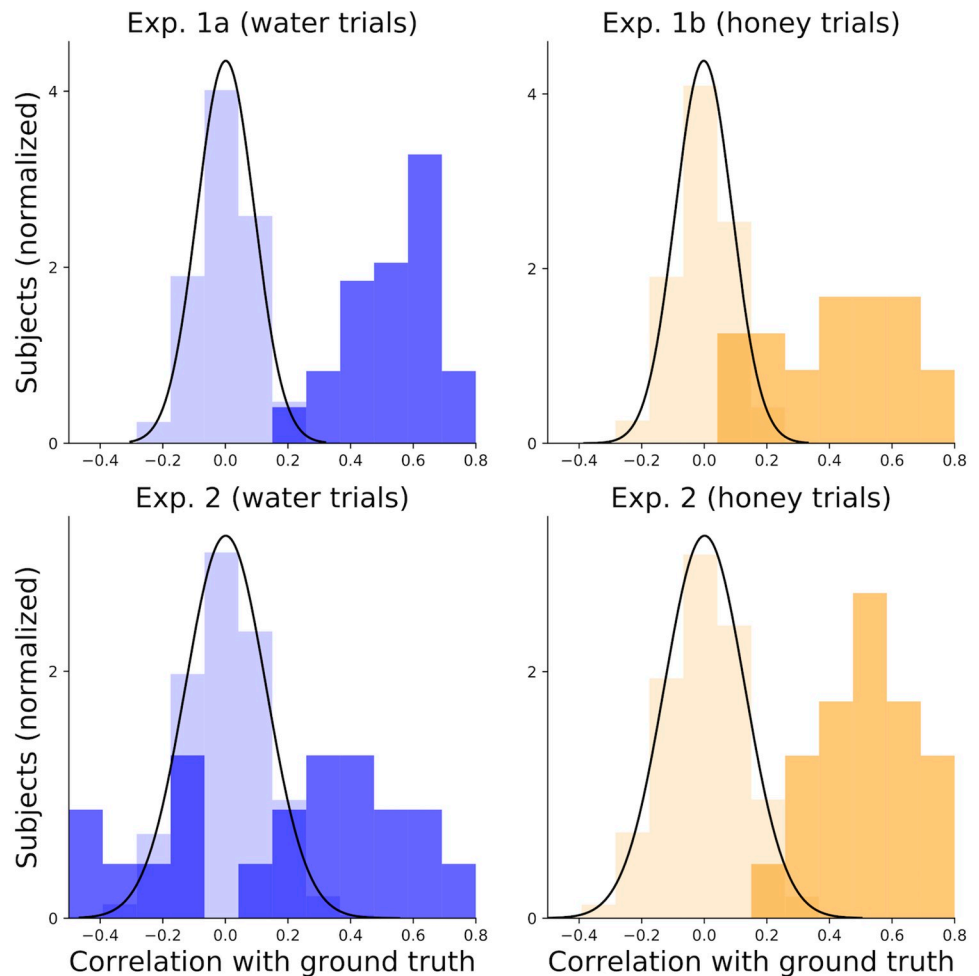 Exp. 1a (water trials)
Exp. 1b (honey trials)
Subjects (normalized)
4
2
0
−0.4 −0.2 0.0 0.2 0.4 0.6 0.8
4
2
0
−0.4 −0.2 0.0 0.2 0.4 0.6 0.8
Exp. 2 (water trials)
Exp. 2 (honey trials)
Subjects (normalized)
2
0
−0.4 −0.2 0.0 0.2 0.4 0.6 0.8
2
0
−0.4 −0.2 0.0 0.2 0.4 0.6 0.8
Correlation with ground truth
Correlation with ground truth